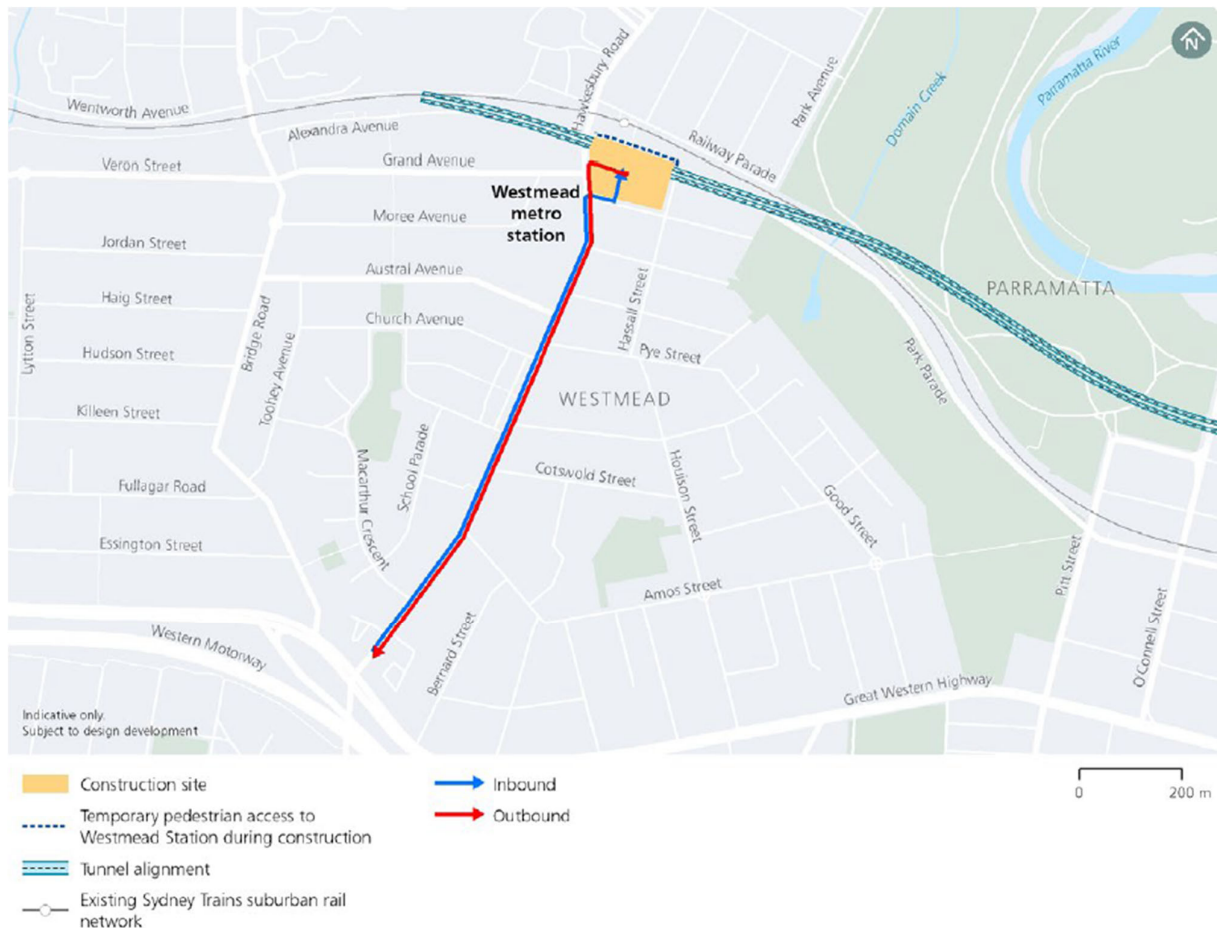 N
Hawkesbury Road
Park Avenue
Parramatta River
Domain Creek
Wentworth Avenue
Alexandra Avenue
Railway Parade
Veron Street
Grand Avenue
Westmead
metro
station
Moree Avenue
Jordan Street
Austral Avenue
PARRAMATTA
Haig Street
Hassall Street
Lytton Street
Bridge Road
Church Avenue
Pye Street
Park Parade
Hudson Street
Toohey Avenue
WESTMEAD
Killeen Street
School Parade
Macarthur Crescent
Cotswold Street
Houison Street
Good Street
Fullagar Road
Essington Street
Amos Street
Pitt Street
O'Connell Street
Western Motorway
Bernard Street
Great Western Highway
Indicative only.
Subject to design development
Construction site
Temporary pedestrian access to
Westmead Station during construction
Tunnel alignment
Existing Sydney Trains suburban rail
network
Inbound
Outbound
0 200 m